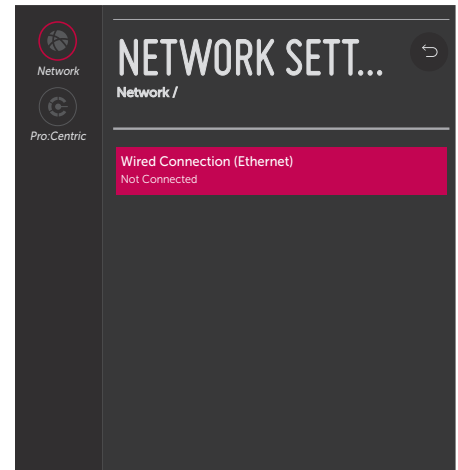 Network
Pro:Centric
NETWORK SETT...
Network /
Wired Connection (Ethernet)
Not Connected